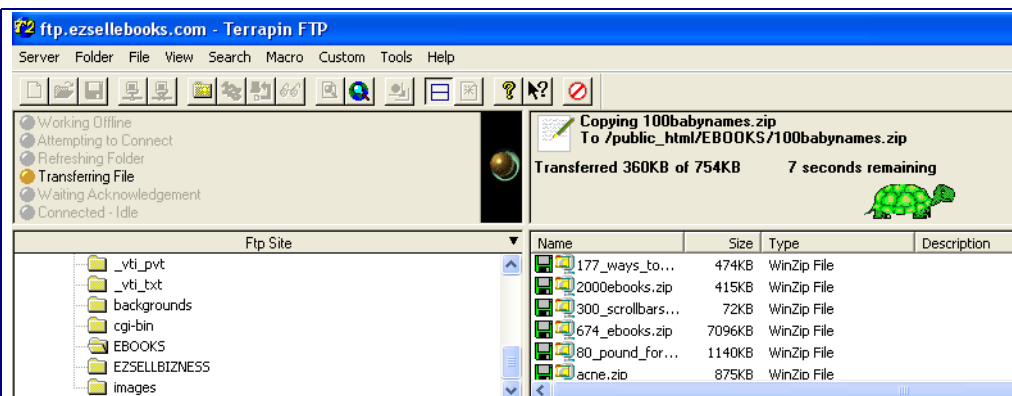 ftp.ezsellebooks.com - Terrapin FTP
Server Folder File View Search Macro Custom Tools Help
Working Offline
Attempting to Connect
Refreshing Folder
Transferring File
Waiting Acknowledgement
Connected - Idle
Copying 100babynames.zip
To /public_html/EBOOKS/100babynames.zip
Transferred 360KB of 754KB 7 seconds remaining
Ftp Site
_vti_pvt
_vti_txt
backgrounds
cgi-bin
EBOOKS
EZSELLBIZNESS
images
Name Size Type Description
177_ways_to... 474KB WinZip File
2000ebooks.zip 415KB WinZip File
300_scrollbars... 72KB WinZip File
674_ebooks.zip 7096KB WinZip File
80_pound_for... 1140KB WinZip File
acne.zip 875KB WinZip File